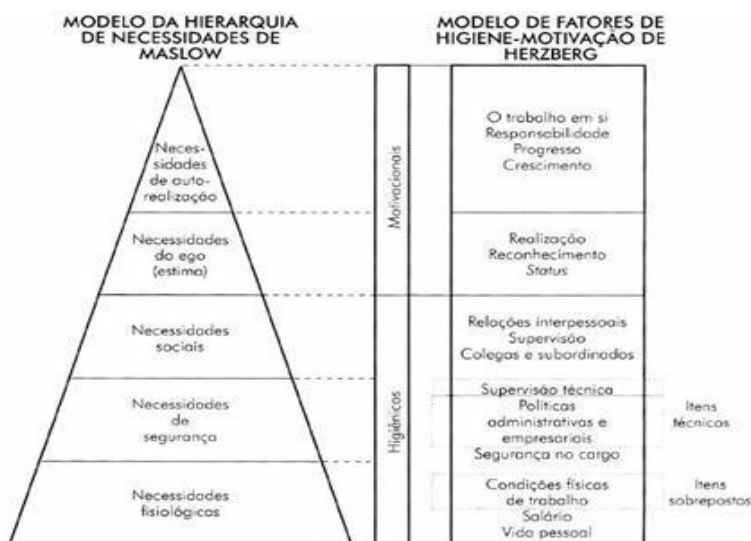 MODELO DA HIERARQUIA
DE NECESSIDADES DE
MASLOW
MODELO DE FATORES DE
HIGIENE-MOTIVAÇÃO DE
HERZBERG
Neces-
sidades
de auto-
realização
Necessidades
do ego
(estima)
Necessidades
sociais
Necessidades
de
segurança
Necessidades
fisiológicas
Motivacionais
Higiênicos
O trabalho em si
Responsabilidade
Progresso
Crescimento
Realização
Reconhecimento
Status
Relações interpessoais
Supervisão
Colegas e subordinados
Supervisão técnica
Políticas
administrativas e
empresariais
Segurança no cargo
Condições físicas
de trabalho
Salário
Vida pessoal
Itens
técnicos
Itens
sobrepostos